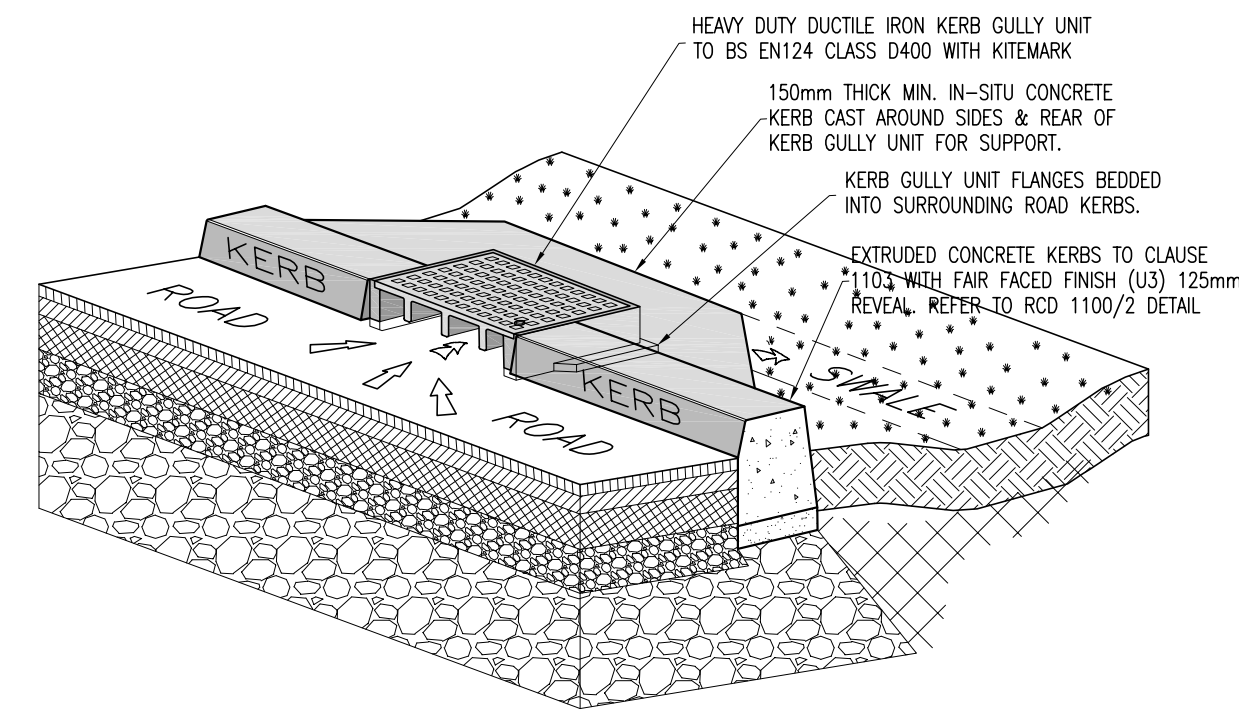 HEAVY DUTY DUCTILE IRON KERB GULLY UNIT
TO BS EN124 CLASS D400 WITH KITEMARK
150mm THICK MIN. IN-SITU CONCRETE
KERB CAST AROUND SIDES & REAR OF
KERB GULLY UNIT FOR SUPPORT.
KERB GULLY UNIT FLANGES BEDDED
INTO SURROUNDING ROAD KERBS.
EXTRUDED CONCRETE KERBS TO CLAUSE
1103 WITH FAIR FACED FINISH (U3) 125mm
REVEAL. REFER TO RCD 1100/2 DETAIL
KERB
ROAD
KERB
SWALE
ROAD